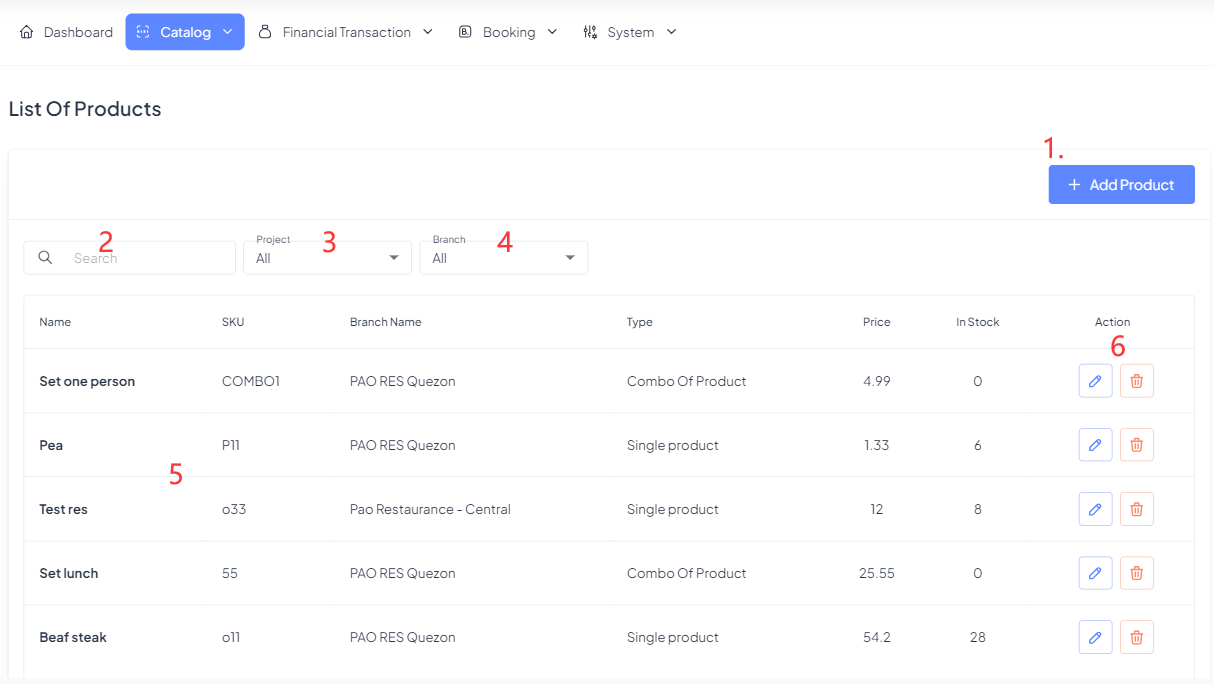 Dashboard Catalog Financial Transaction Booking System
List Of Products
1.
+ Add Product
2 3 4
Project Branch
Search All All
Name SKU Branch Name Type Price In Stock Action
6
Set one person COMBO1 PAO RES Quezon Combo Of Product 4.99 0
Pea P11 PAO RES Quezon Single product 1.33 6
5
Test res o33 Pao Restaurance - Central Single product 12 8
Set lunch 55 PAO RES Quezon Combo Of Product 25.55 0
Beaf steak o11 PAO RES Quezon Single product 54.2 28